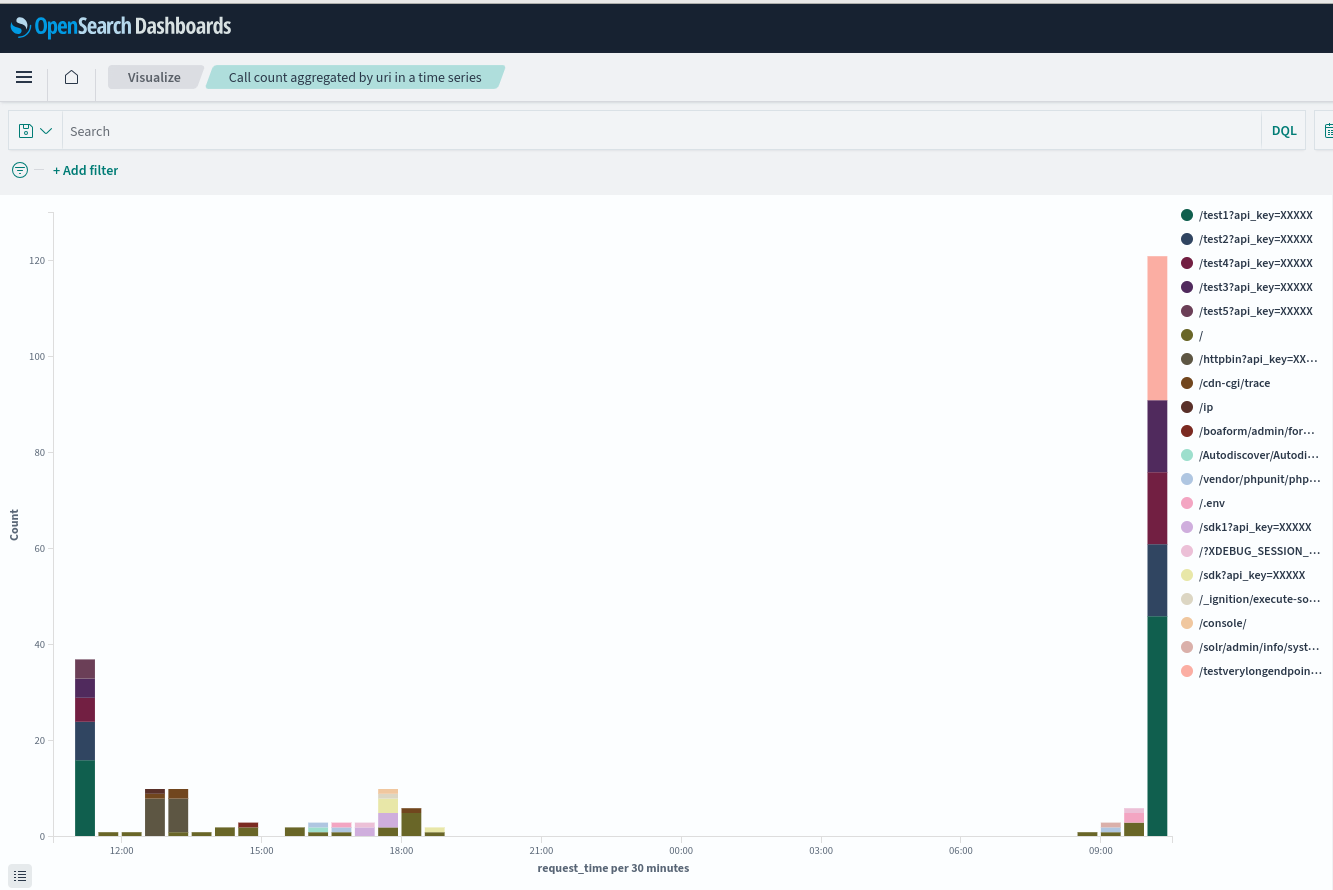 OpenSearch Dashboards
Visualize
Call count aggregated by uri in a time series
Search
DQL
+ Add filter
120
100
80
60
40
20
0
Count
12:00
15:00
18:00
21:00
00:00
03:00
06:00
09:00
request_time per 30 minutes
/test1?api_key=XXXXX
/test2?api_key=XXXXX
/test4?api_key=XXXXX
/test3?api_key=XXXXX
/test5?api_key=XXXXX
/
/httpbin?api_key=XX…
/cdn-cgi/trace
/ip
/boaform/admin/for…
/Autodiscover/Autodi…
/vendor/phpunit/php…
/.env
/sdk1?api_key=XXXXX
/?XDEBUG_SESSION_…
/sdk?api_key=XXXXX
/_ignition/execute-so…
/console/
/solr/admin/info/syst…
/testverylongendpoin…